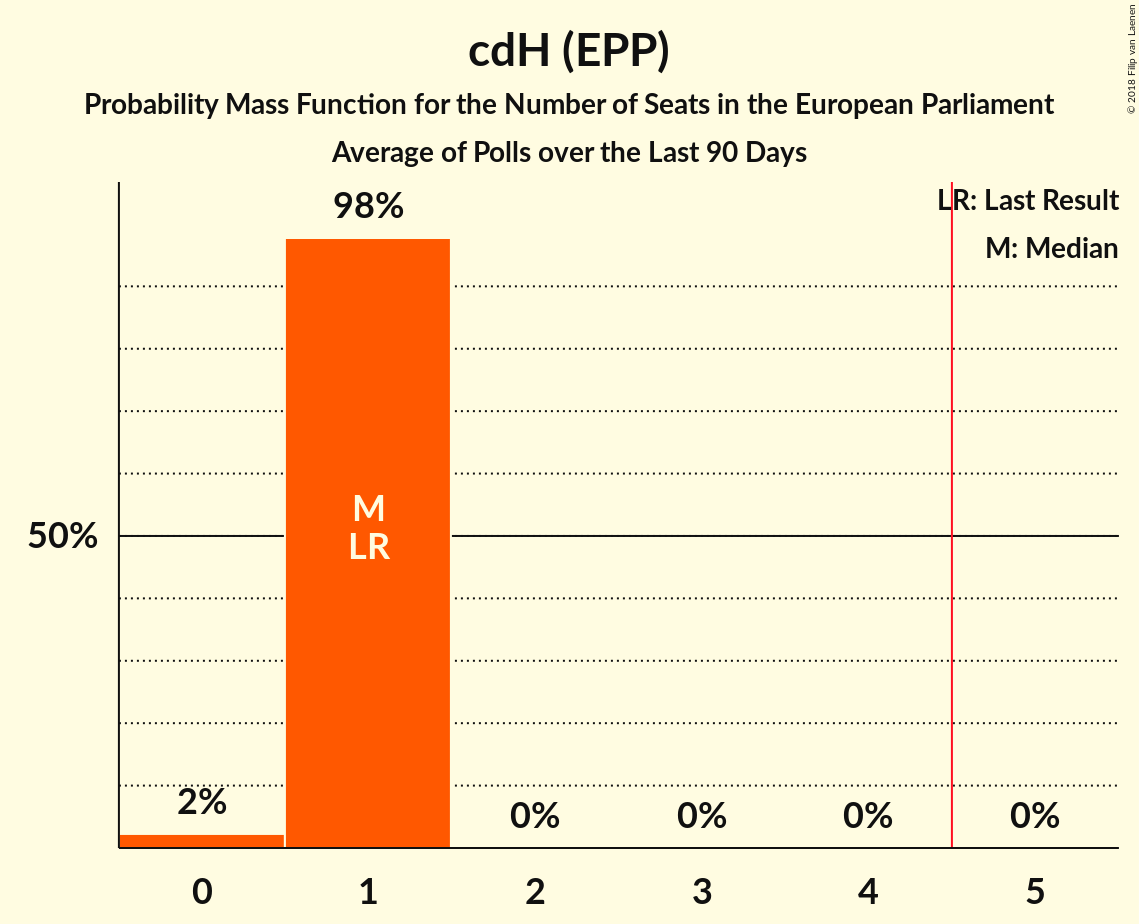 cdH (EPP)
Probability Mass Function for the Number of Seats in the European Parliament
Average of Polls over the Last 90 Days
© 2018 Filip van Laenen
LR: Last Result
M: Median
98%
M
LR
50%
2%
0%
0%
0%
0%
0
1
2
3
4
5